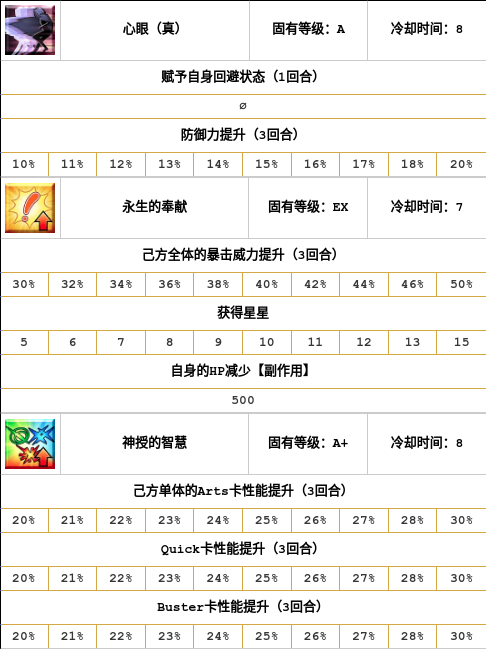 心眼（真） 固有等级：A 冷却时间：8
赋予自身回避状态（1回合）
∅
防御力提升（3回合）
10% 11% 12% 13% 14% 15% 16% 17% 18% 20%
永生的奉献 固有等级：EX 冷却时间：7
己方全体的暴击威力提升（3回合）
30% 32% 34% 36% 38% 40% 42% 44% 46% 50%
获得星星
5 6 7 8 9 10 11 12 13 15
自身的HP减少【副作用】
500
神授的智慧 固有等级：A+ 冷却时间：8
己方单体的Arts卡性能提升（3回合）
20% 21% 22% 23% 24% 25% 26% 27% 28% 30%
Quick卡性能提升（3回合）
20% 21% 22% 23% 24% 25% 26% 27% 28% 30%
Buster卡性能提升（3回合）
20% 21% 22% 23% 24% 25% 26% 27% 28% 30%